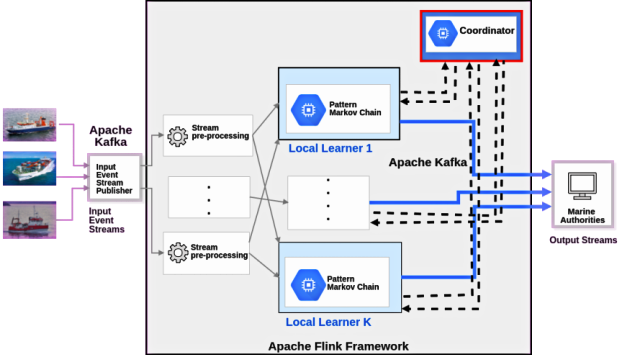 Coordinator
Apache
Kafka
Input
Event
Stream
Publisher
Input
Event
Streams
Stream
pre-processing
Stream
pre-processing
Pattern
Markov Chain
Local Learner 1
Apache Kafka
Pattern
Markov Chain
Local Learner K
Marine
Authorities
Output Streams
Apache Flink Framework